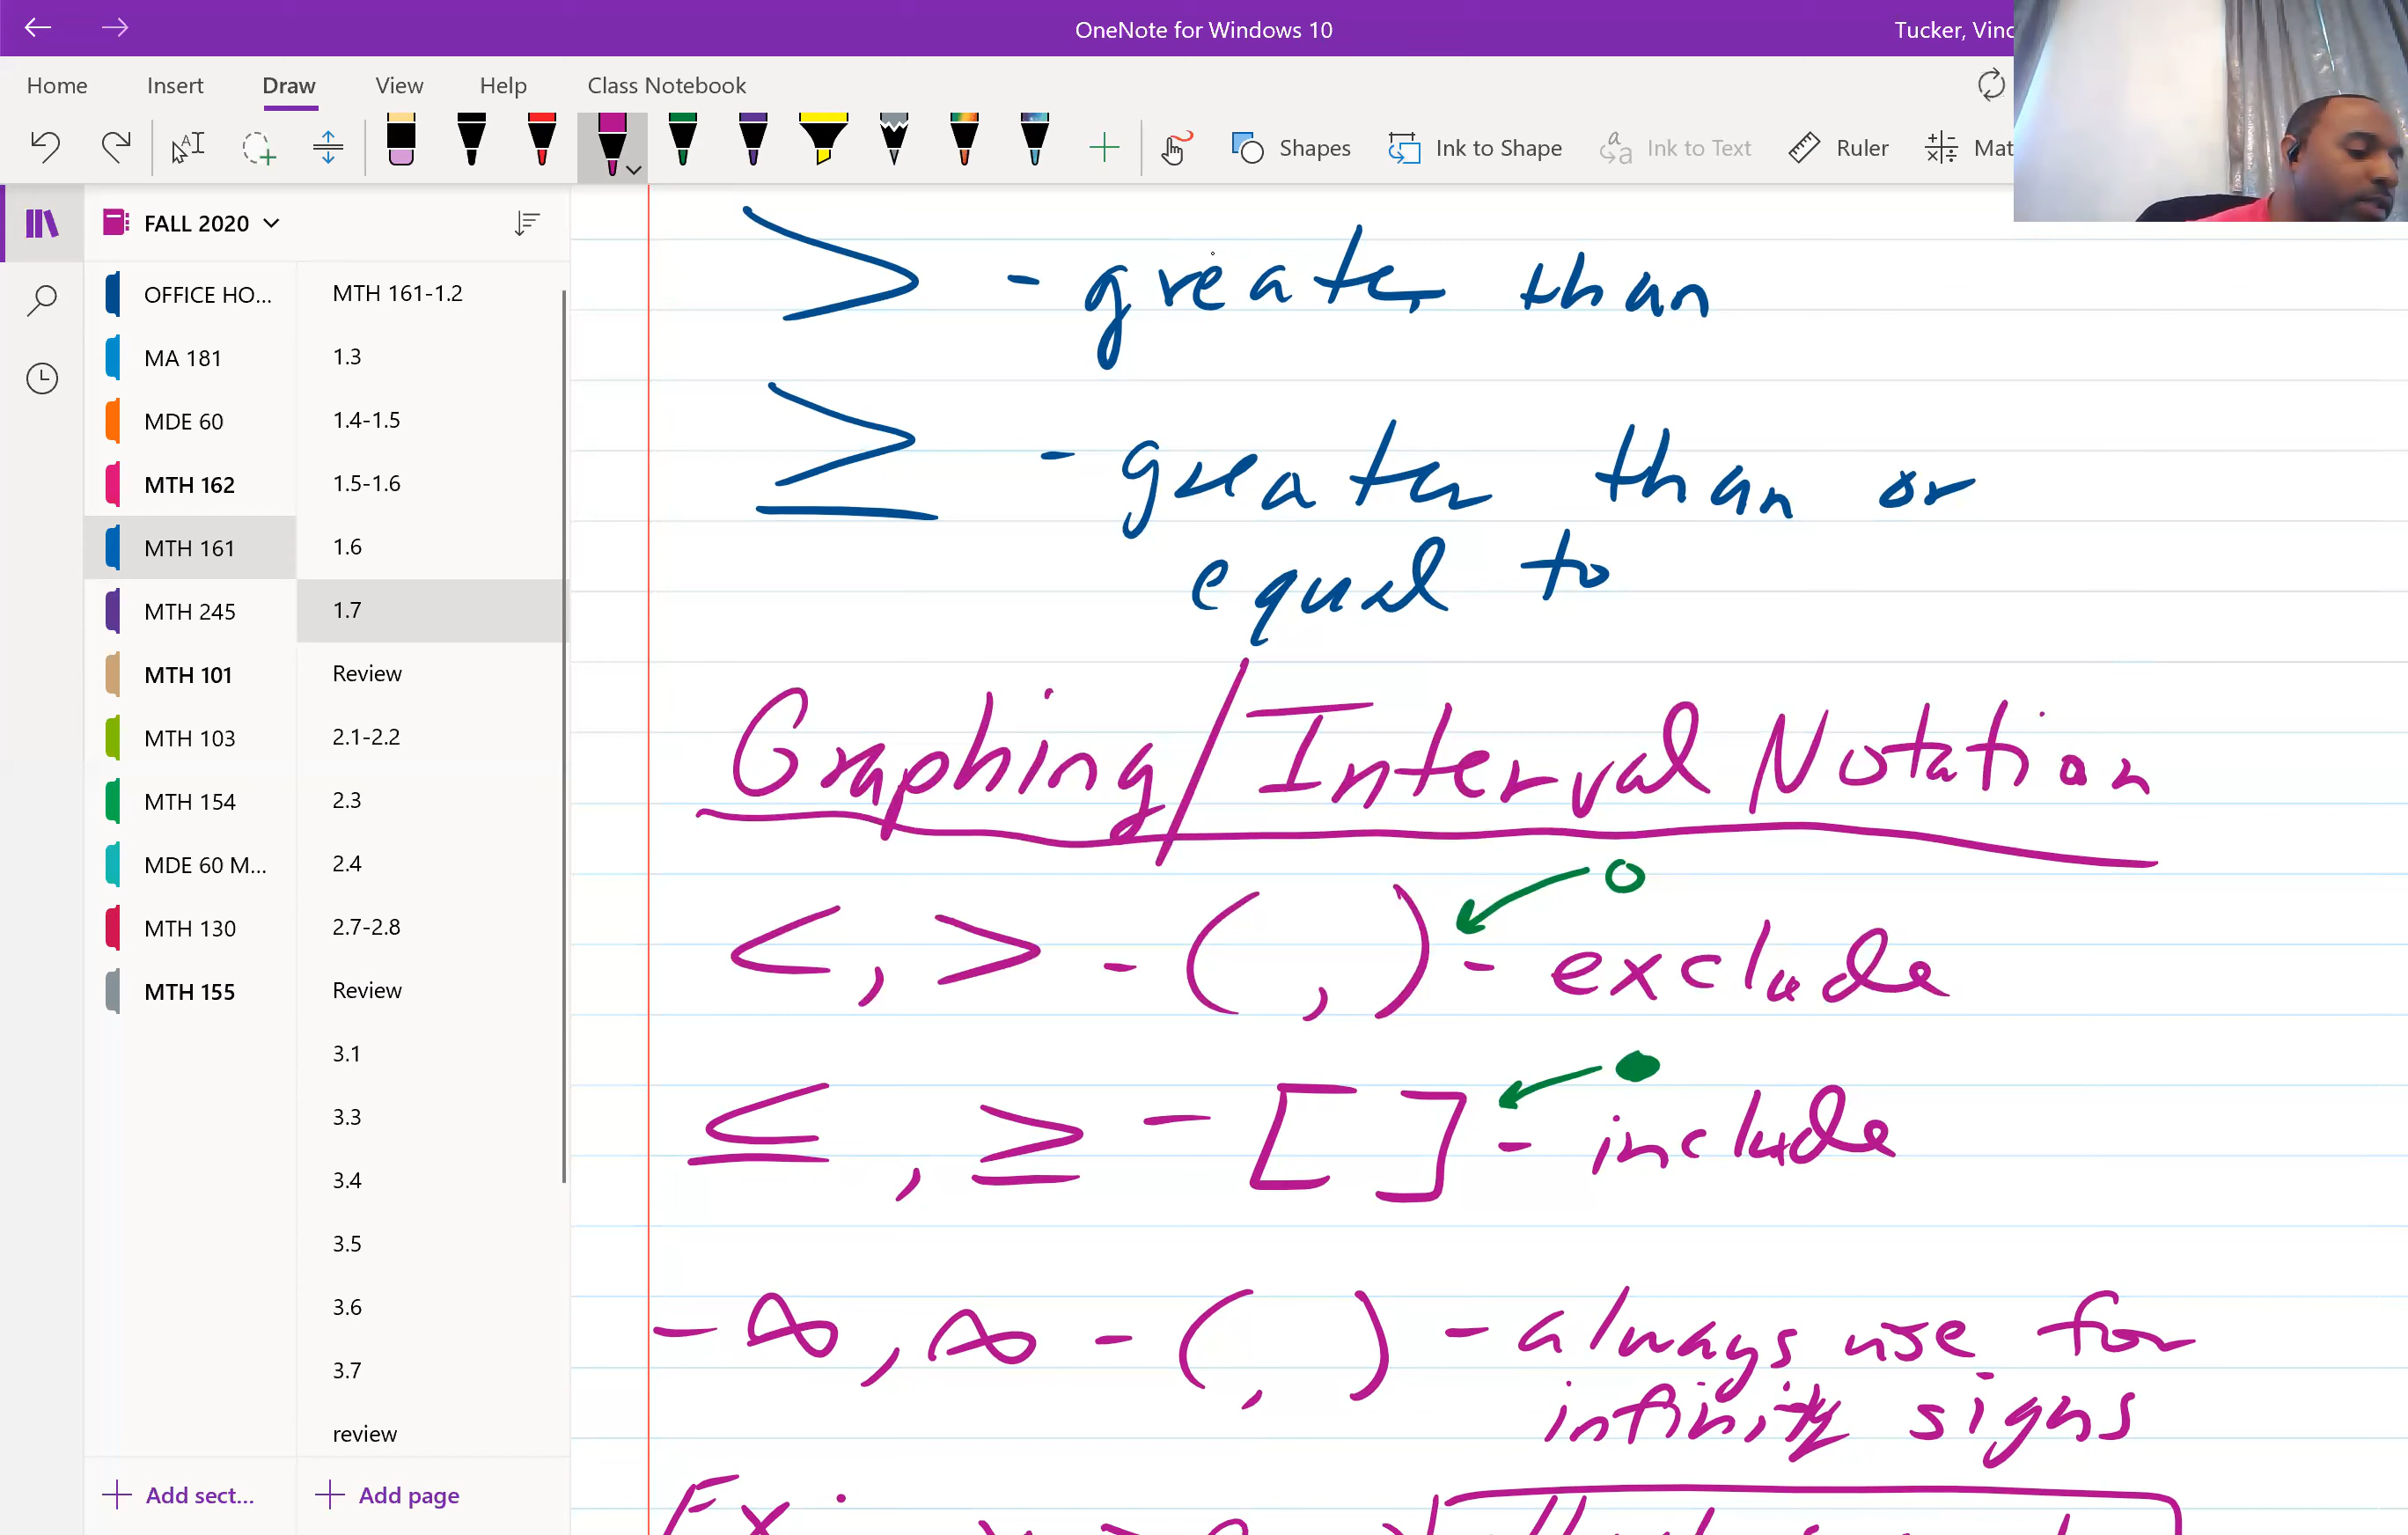 OneNote for Windows 10
Tucker, Vinc
Home Insert Draw View Help Class Notebook
Shapes Ink to Shape Ink to Text Ruler Mat
FALL 2020
OFFICE HO...
MA 181
MDE 60
MTH 162
MTH 161
MTH 245
MTH 101
MTH 103
MTH 154
MDE 60 M...
MTH 130
MTH 155
Add sect...
MTH 161-1.2
1.3
1.4-1.5
1.5-1.6
1.6
1.7
Review
2.1-2.2
2.3
2.4
2.7-2.8
Review
3.1
3.3
3.4
3.5
3.6
3.7
review
Add page
> - greater than
≥ - greater than or
equal to
Graphing/Interval Notation
<, > - ( , ) - exclude
≤, ≥ - [ ] - include
-∞, ∞ - ( , ) - always use for
infinity signs
Ex: